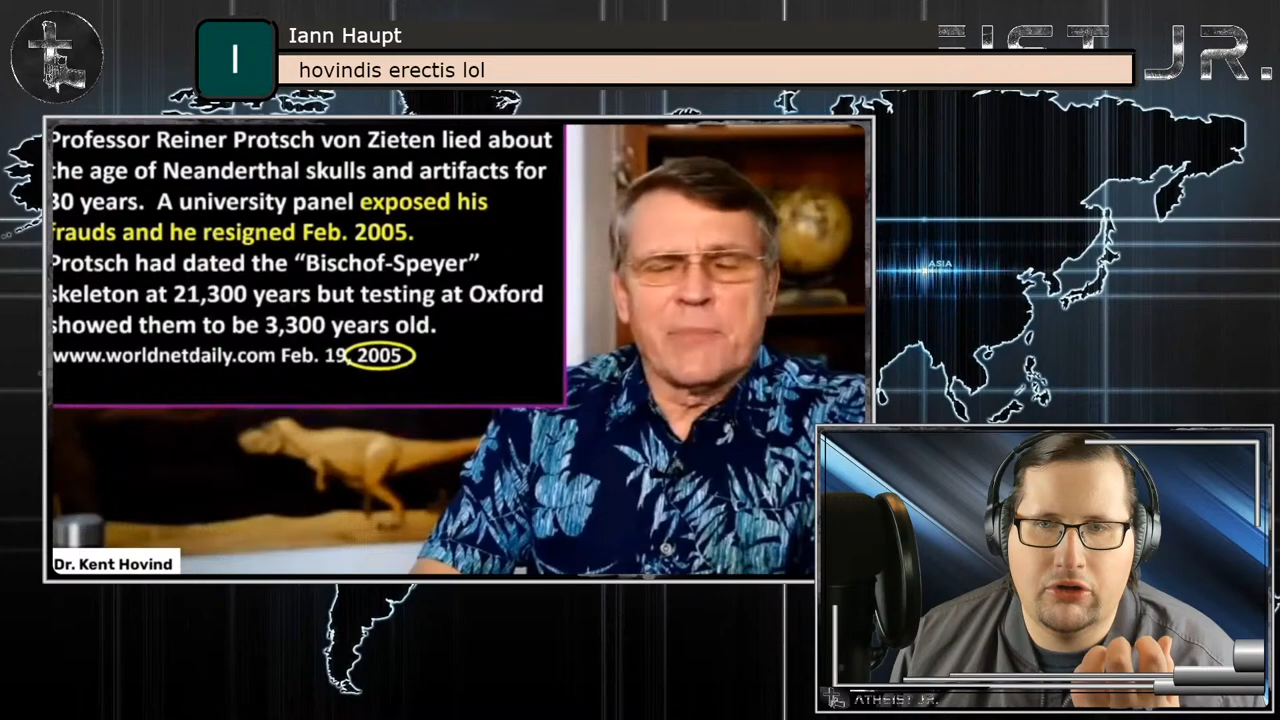 Iann Haupt
I
hovindis erectis lol
JR.
Professor Reiner Protsch von Zieten lied about
the age of Neanderthal skulls and artifacts for
30 years. A university panel exposed his
frauds and he resigned Feb. 2005.
Protsch had dated the “Bischof-Speyer”
skeleton at 21,300 years but testing at Oxford
showed them to be 3,300 years old.
www.worldnetdaily.com Feb. 19, 2005
ASIA
Dr. Kent Hovind
ATHEIST JR.